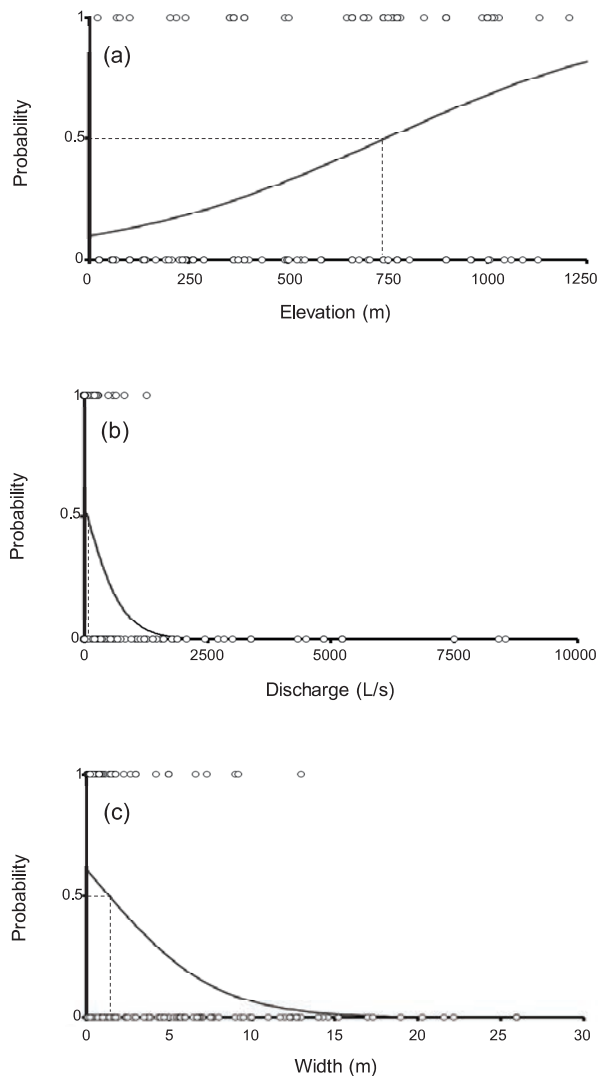 1
(a)
Probability
0.5
0
0 250 500 750 1000 1250
Elevation (m)
1
(b)
Probability
0.5
0
0 2500 5000 7500 10000
Discharge (L/s)
1
(c)
Probability
0.5
0
0 5 10 15 20 25 30
Width (m)